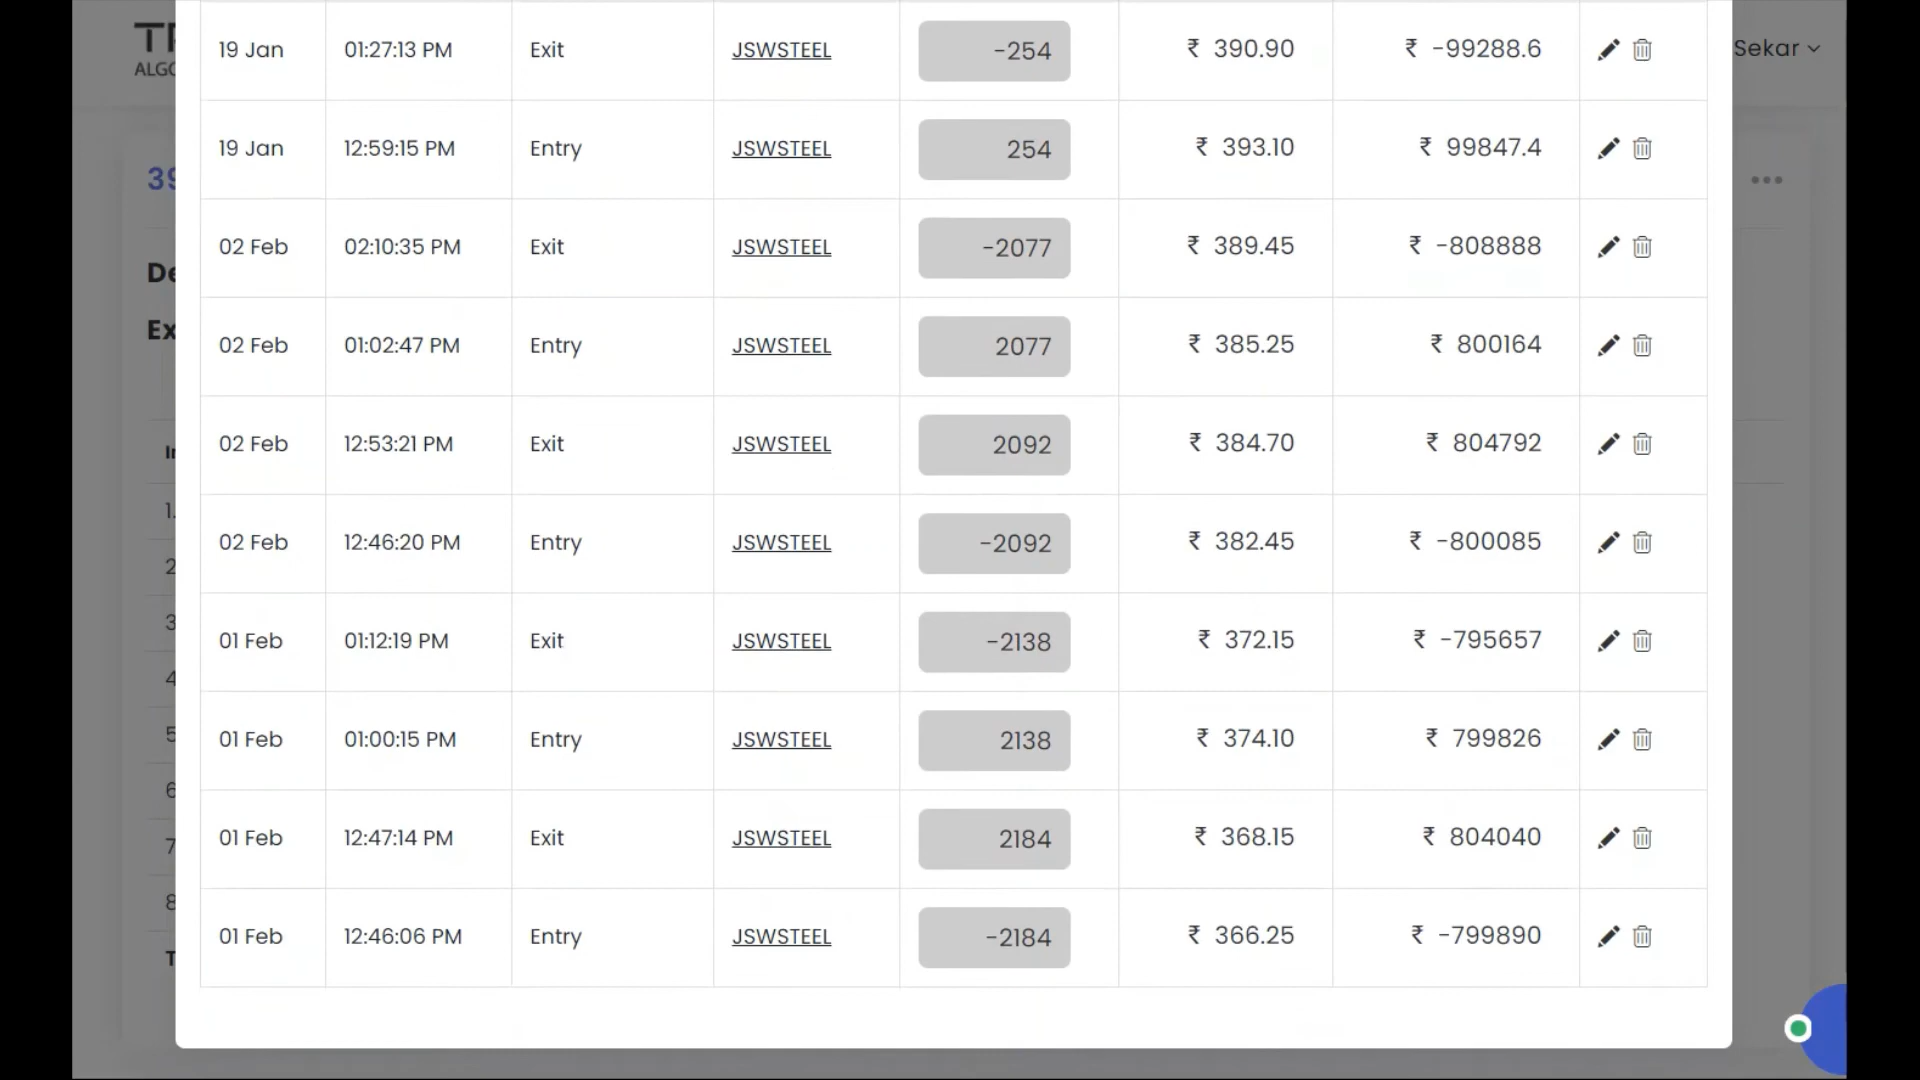 19 Jan 01:27:13 PM Exit JSWSTEEL -254 ₹ 390.90 ₹ -99288.6
Sekar
19 Jan 12:59:15 PM Entry JSWSTEEL 254 ₹ 393.10 ₹ 99847.4
02 Feb 02:10:35 PM Exit JSWSTEEL -2077 ₹ 389.45 ₹ -808888
02 Feb 01:02:47 PM Entry JSWSTEEL 2077 ₹ 385.25 ₹ 800164
02 Feb 12:53:21 PM Exit JSWSTEEL 2092 ₹ 384.70 ₹ 804792
02 Feb 12:46:20 PM Entry JSWSTEEL -2092 ₹ 382.45 ₹ -800085
01 Feb 01:12:19 PM Exit JSWSTEEL -2138 ₹ 372.15 ₹ -795657
01 Feb 01:00:15 PM Entry JSWSTEEL 2138 ₹ 374.10 ₹ 799826
01 Feb 12:47:14 PM Exit JSWSTEEL 2184 ₹ 368.15 ₹ 804040
01 Feb 12:46:06 PM Entry JSWSTEEL -2184 ₹ 366.25 ₹ -799890